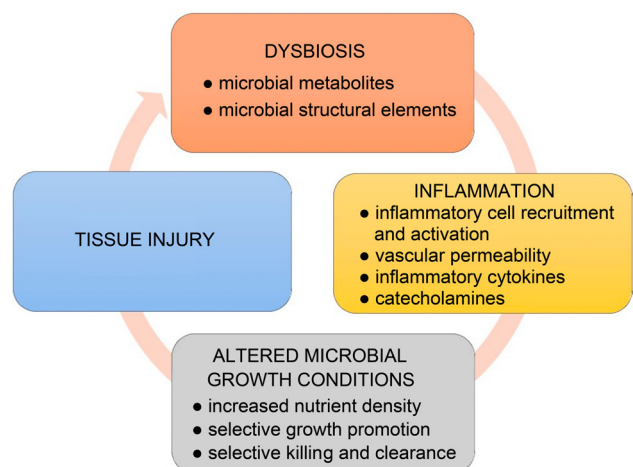 DYSBIOSIS
● microbial metabolites
● microbial structural elements
INFLAMMATION
● inflammatory cell recruitment
and activation
● vascular permeability
● inflammatory cytokines
● catecholamines
TISSUE INJURY
ALTERED MICROBIAL
GROWTH CONDITIONS
● increased nutrient density
● selective growth promotion
● selective killing and clearance